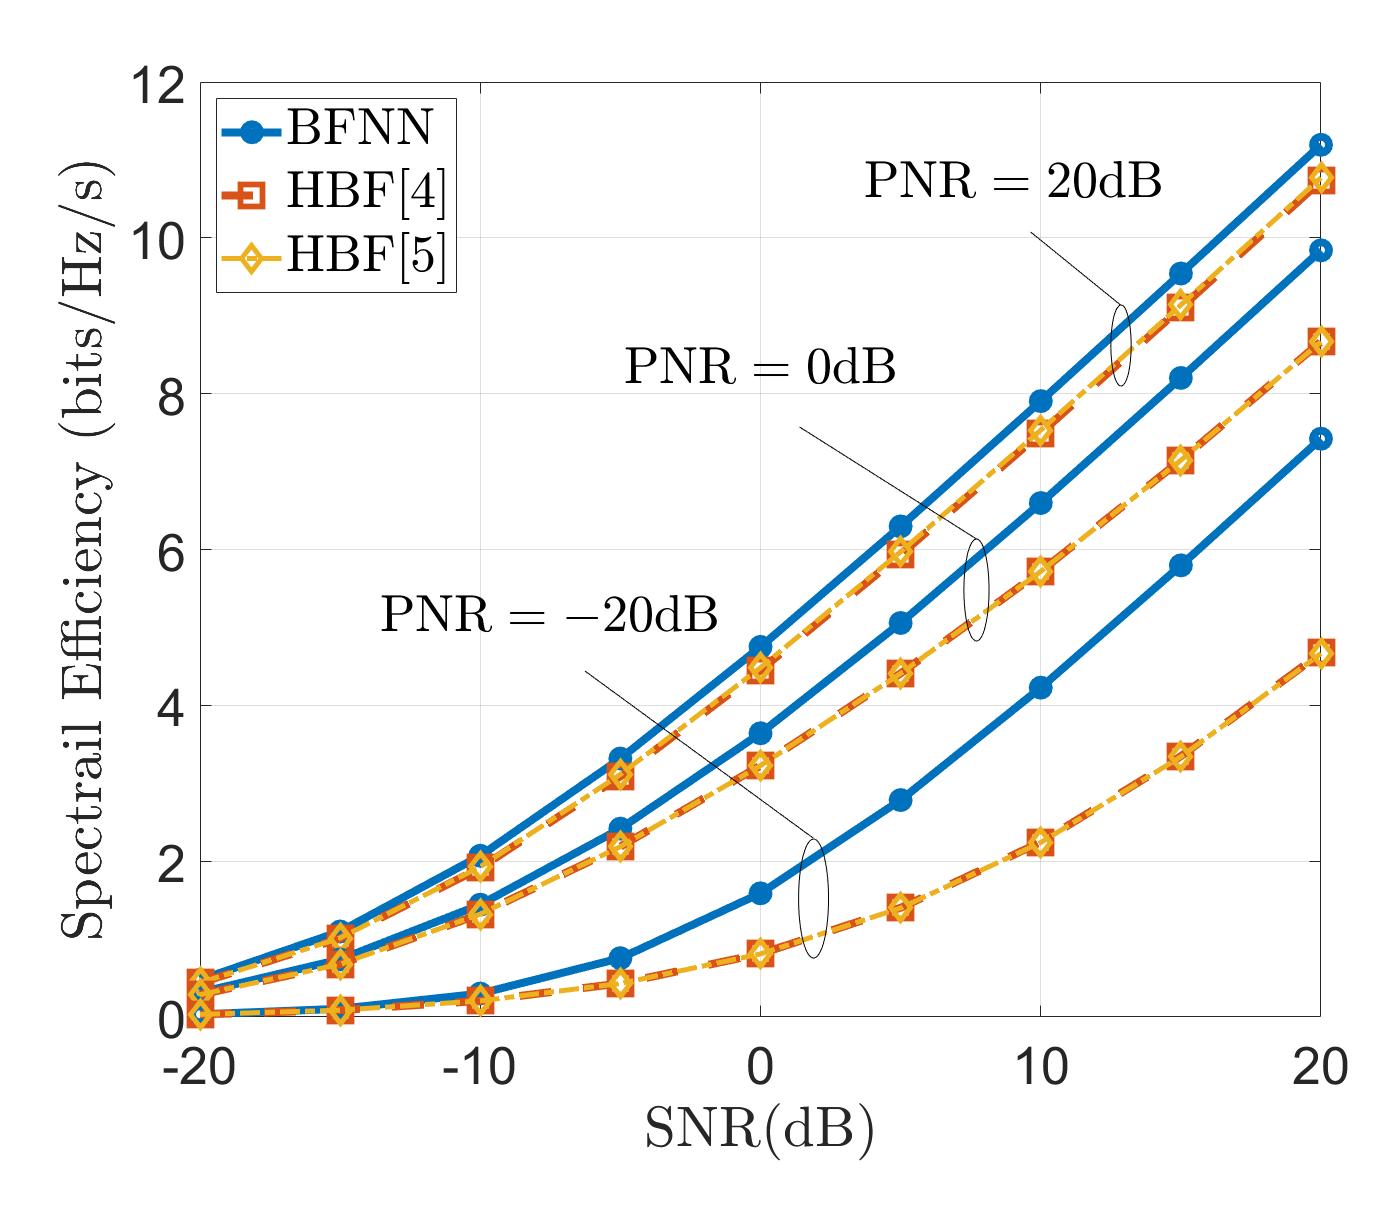 12
10
8
6
4
2
0
-20
-10
0
10
20
Spectrail Efficiency (bits/Hz/s)
SNR(dB)
BFNN
HBF[4]
HBF[5]
PNR = 20dB
PNR = 0dB
PNR = −20dB